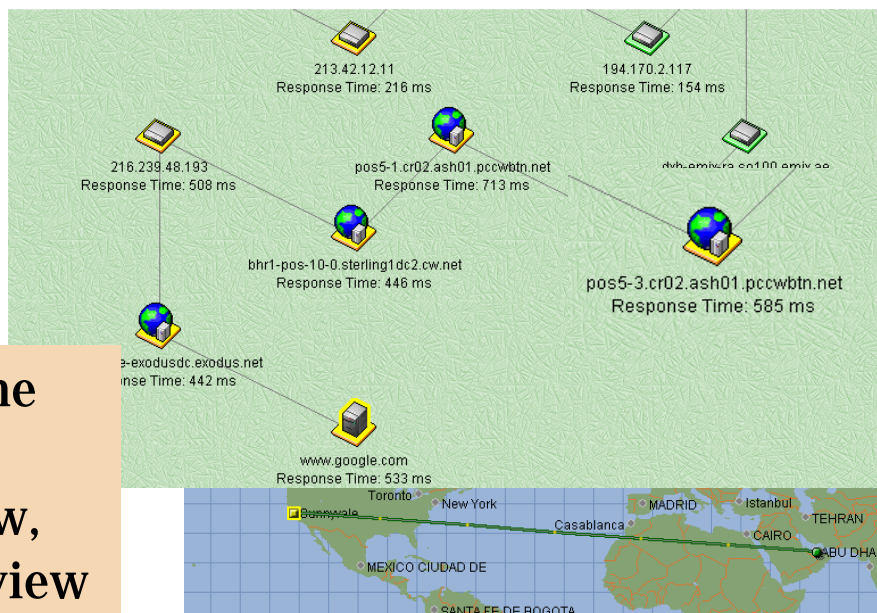 213.42.12.11
Response Time: 216 ms
194.170.2.117
Response Time: 154 ms
216.239.48.193
Response Time: 508 ms
pos5-1.cr02.ash01.pccwbtn.net
Response Time: 713 ms
bhr1-pos-10-0.sterling1dc2.cw.net
Response Time: 446 ms
pos5-3.cr02.ash01.pccwbtn.net
Response Time: 585 ms
e-exodusdc.exodus.net
nse Time: 442 ms
www.google.com
Response Time: 533 ms
ne
w,
view
Toronto
New York
Sunnyvale
Casablanca
MADRID
Istanbul
TEHRAN
CAIRO
ABU DHA
MEXICO CIUDAD DE
SANTA FE DE BOGOTA